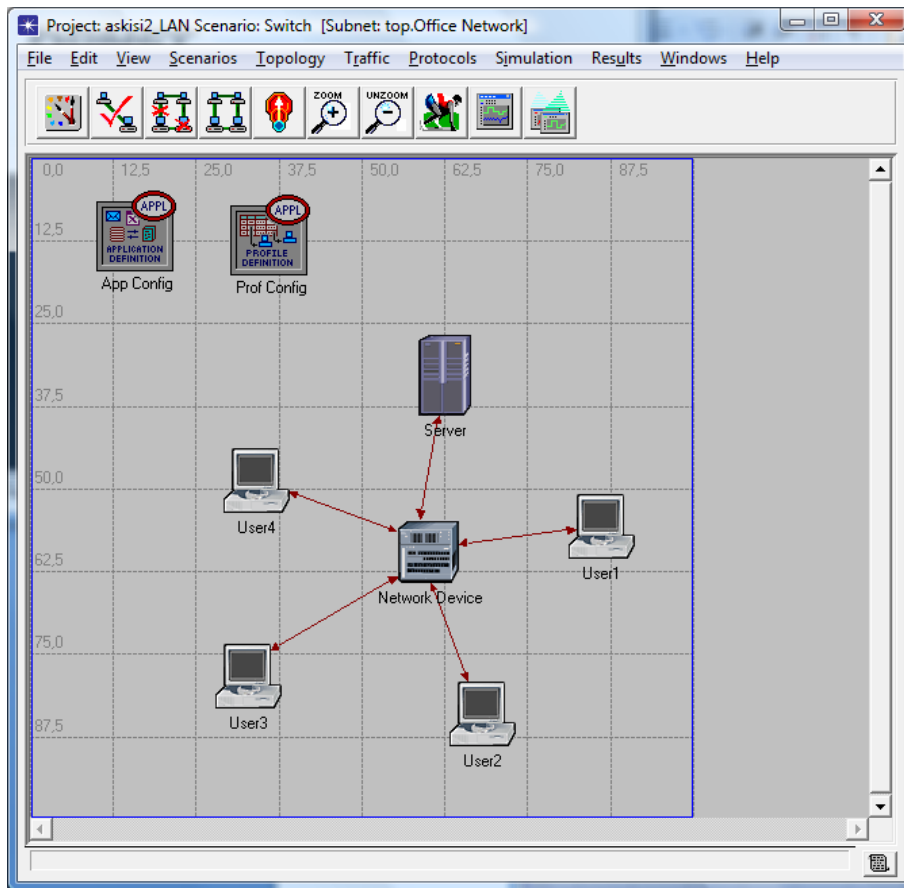 Project: askisi2_LAN Scenario: Switch [Subnet: top.Office Network]
File Edit View Scenarios Topology Traffic Protocols Simulation Results Windows Help
ZOOM UNZOOM
0,0 12,5 25,0 37,5 50,0 62,5 75,0 87,5
APPL APPL
12,5
APPLICATION DEFINITION
PROFILE DEFINITION
App Config
Prof Config
25,0
37,5
Server
50,0
User4
62,5
User1
Network Device
75,0
User3
87,5
User2